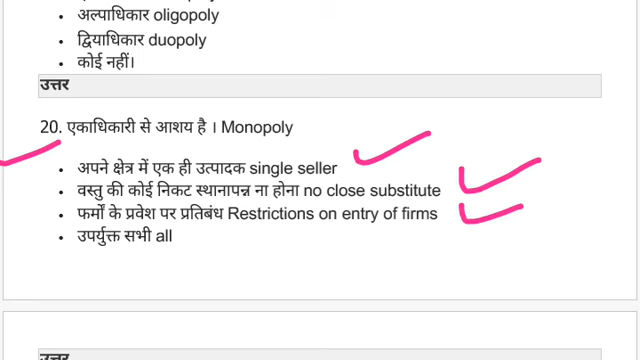 • अल्पाधिकार oligopoly
• द्वियाधिकार duopoly
• कोई नहीं।
उत्तर
20. एकाधिकारी से आशय है । Monopoly
• अपने क्षेत्र में एक ही उत्पादक single seller
• वस्तु की कोई निकट स्थानापन्न ना होना no close substitute
• फर्मों के प्रवेश पर प्रतिबंध Restrictions on entry of firms
• उपर्युक्त सभी all
उत्तर